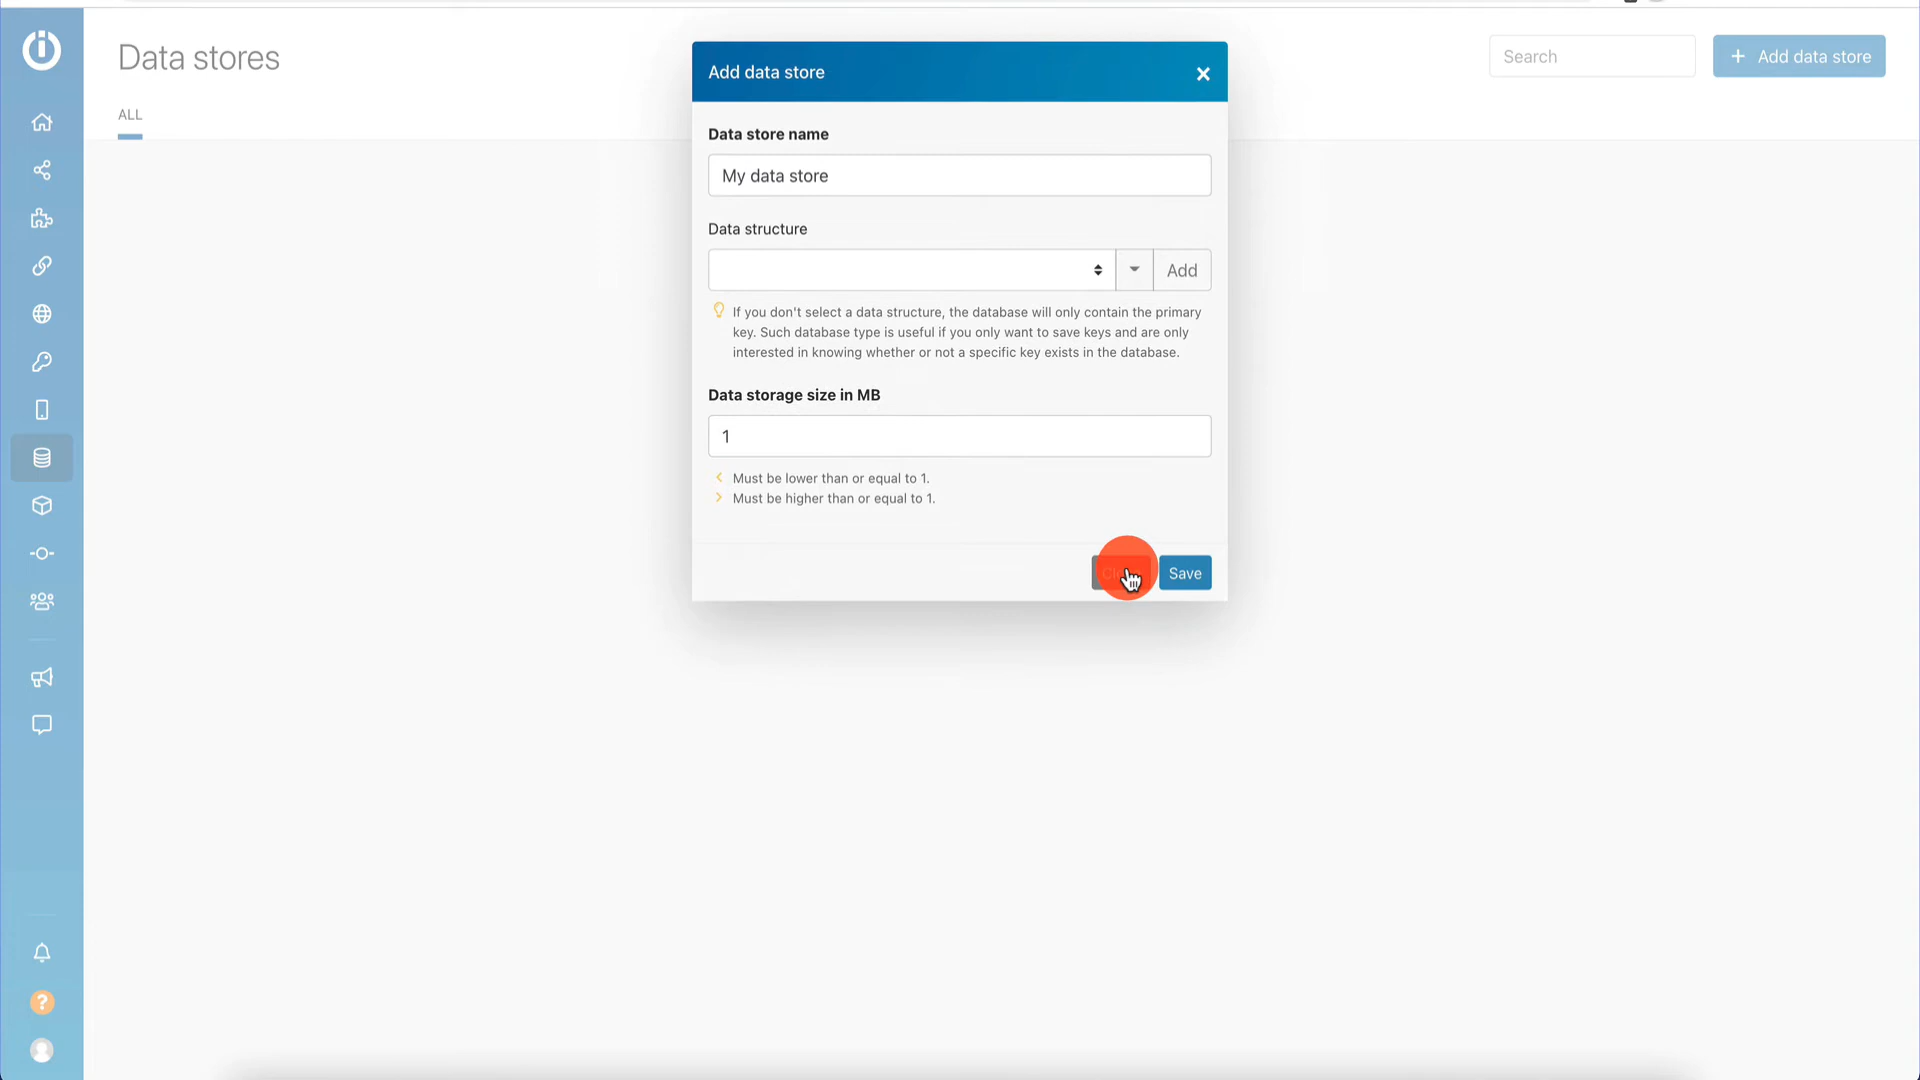 Data stores
Search
+ Add data store
ALL
Add data store
×
Data store name
My data store
Data structure
Add
If you don't select a data structure, the database will only contain the primary
key. Such database type is useful if you only want to save keys and are only
interested in knowing whether or not a specific key exists in the database.
Data storage size in MB
1
< Must be lower than or equal to 1.
> Must be higher than or equal to 1.
Save
?